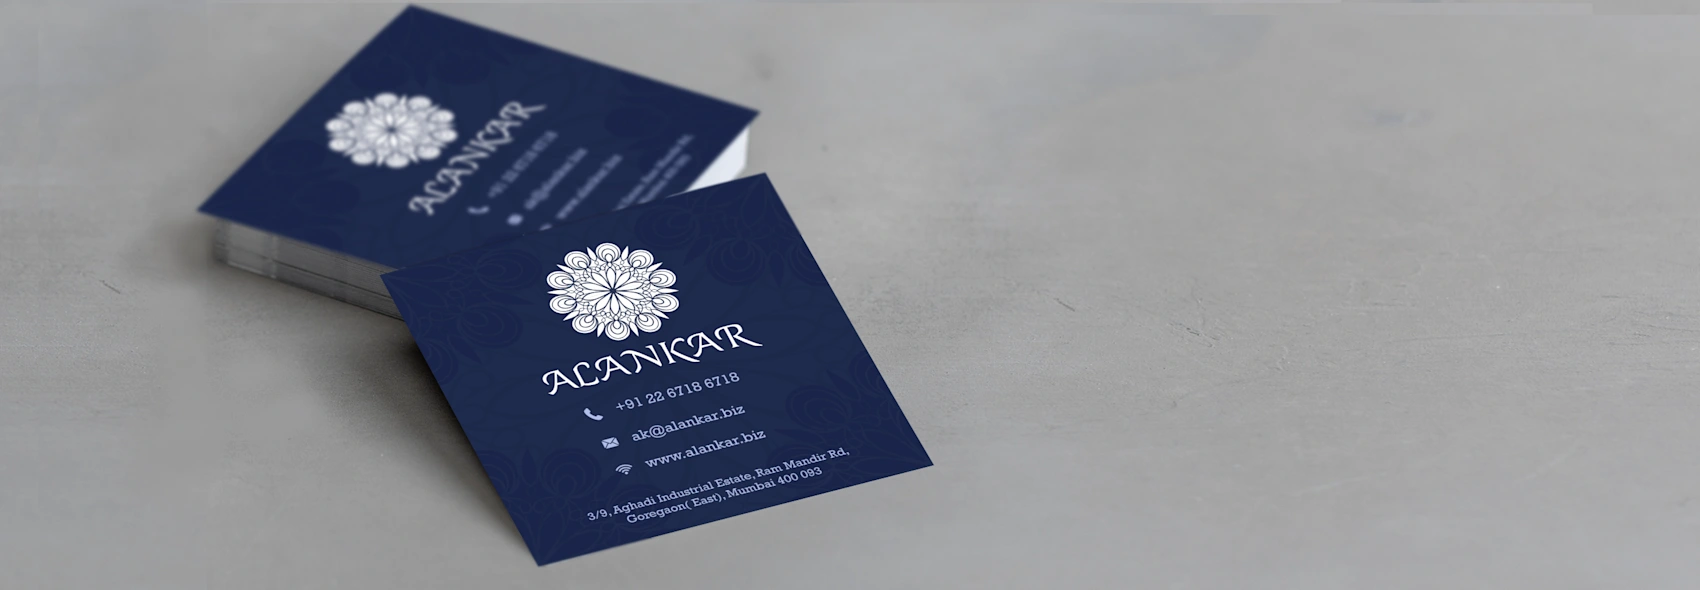 ALANKAR
ALANKAR
+91 22 6718 6718
ak@alankar.biz
www.alankar.biz
3/9, Aghadi Industrial Estate, Ram Mandir Rd,
Goregaon( East), Mumbai 400 093